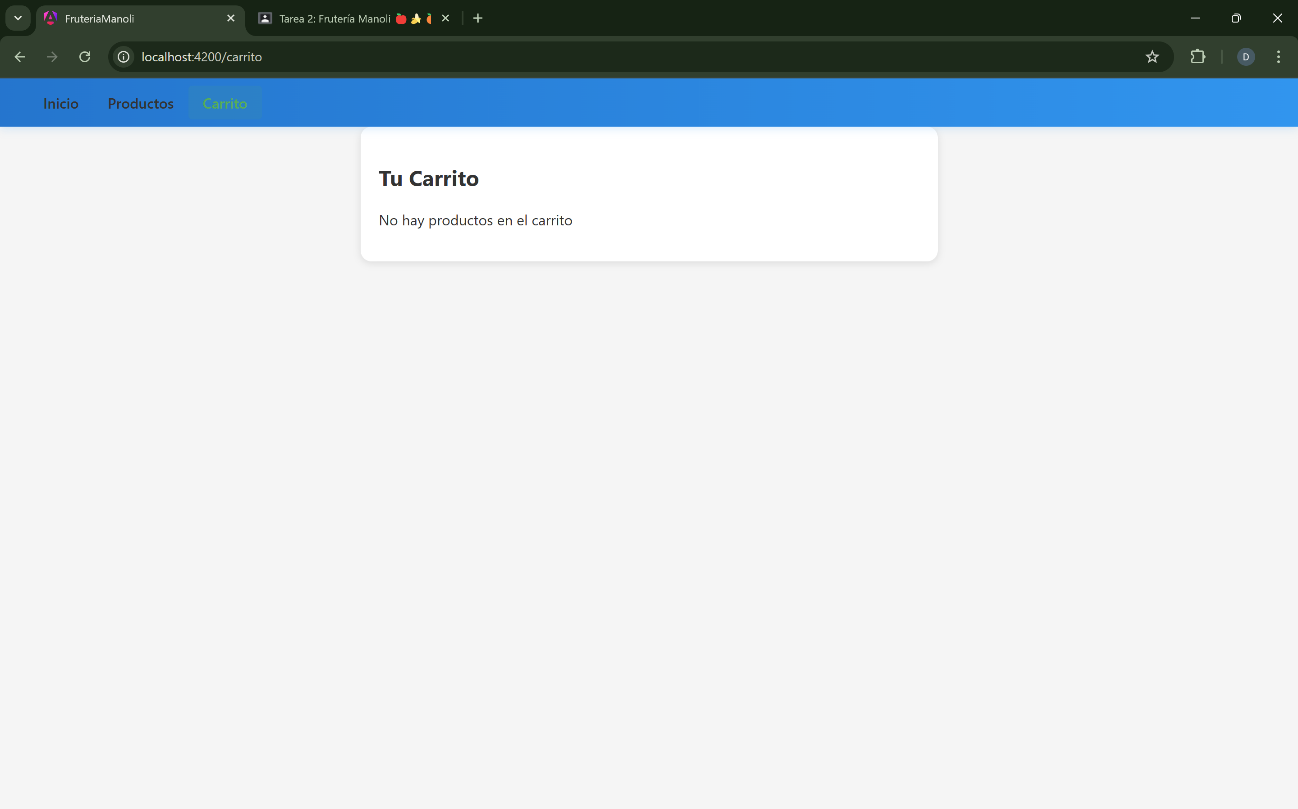 FruteriaManoli
Tarea 2: Frutería Manoli 🍎🍌🥕
localhost:4200/carrito
D
Inicio
Productos
Carrito
Tu Carrito
No hay productos en el carrito